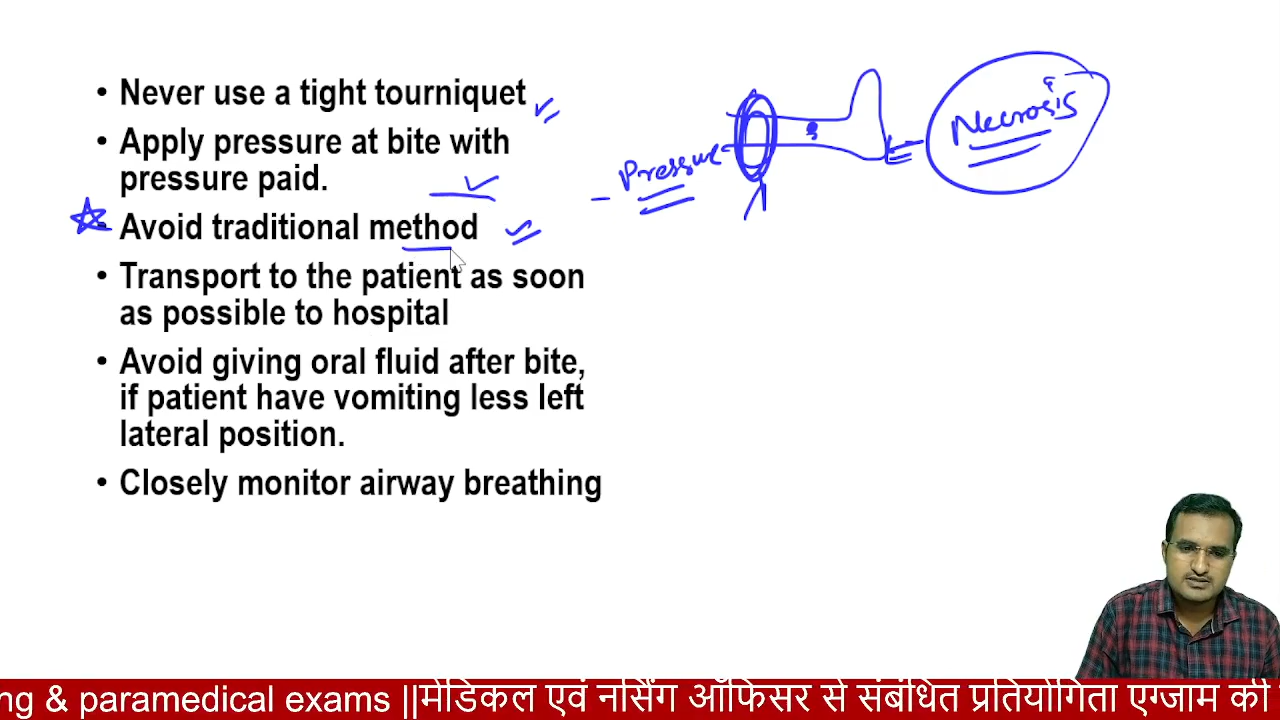 • Never use a tight tourniquet
• Apply pressure at bite with
pressure paid.
• Avoid traditional method
• Transport to the patient as soon
as possible to hospital
• Avoid giving oral fluid after bite,
if patient have vomiting less left
lateral position.
• Closely monitor airway breathing
Pressure
Necrosis
ng & paramedical exams ||मेडिकल एवं नर्सिंग ऑफिसर से संबंधित प्रतियोगिता एग्जाम की